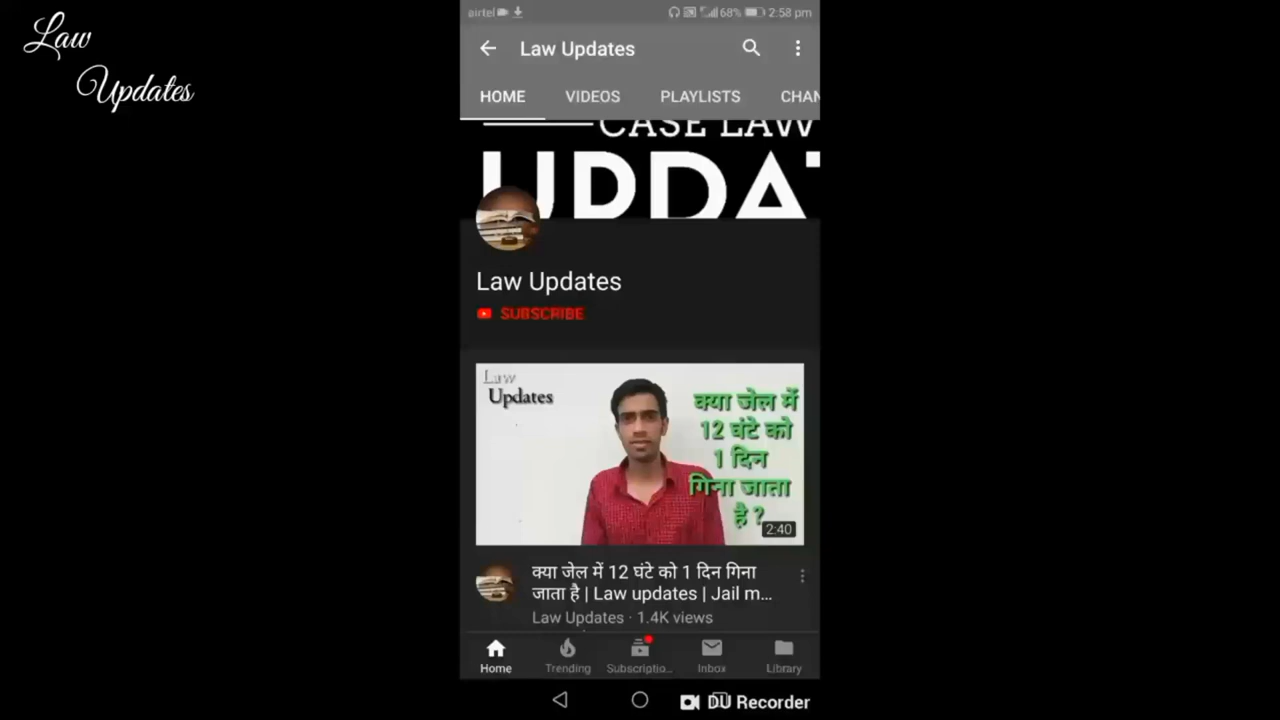 Law
Updates
airtel
68% 2:58 pm
Law Updates
HOME VIDEOS PLAYLISTS CHAN
CASE LAW
UPDAT
Law Updates
SUBSCRIBE
Law
Updates
क्या जेल में
12 घंटे को
1 दिन
गिना जाता
है ?
2:40
क्या जेल में 12 घंटे को 1 दिन गिना
जाता है | Law updates | Jail m...
Law Updates · 1.4K views
Home Trending Subscriptio... Inbox Library
DU Recorder